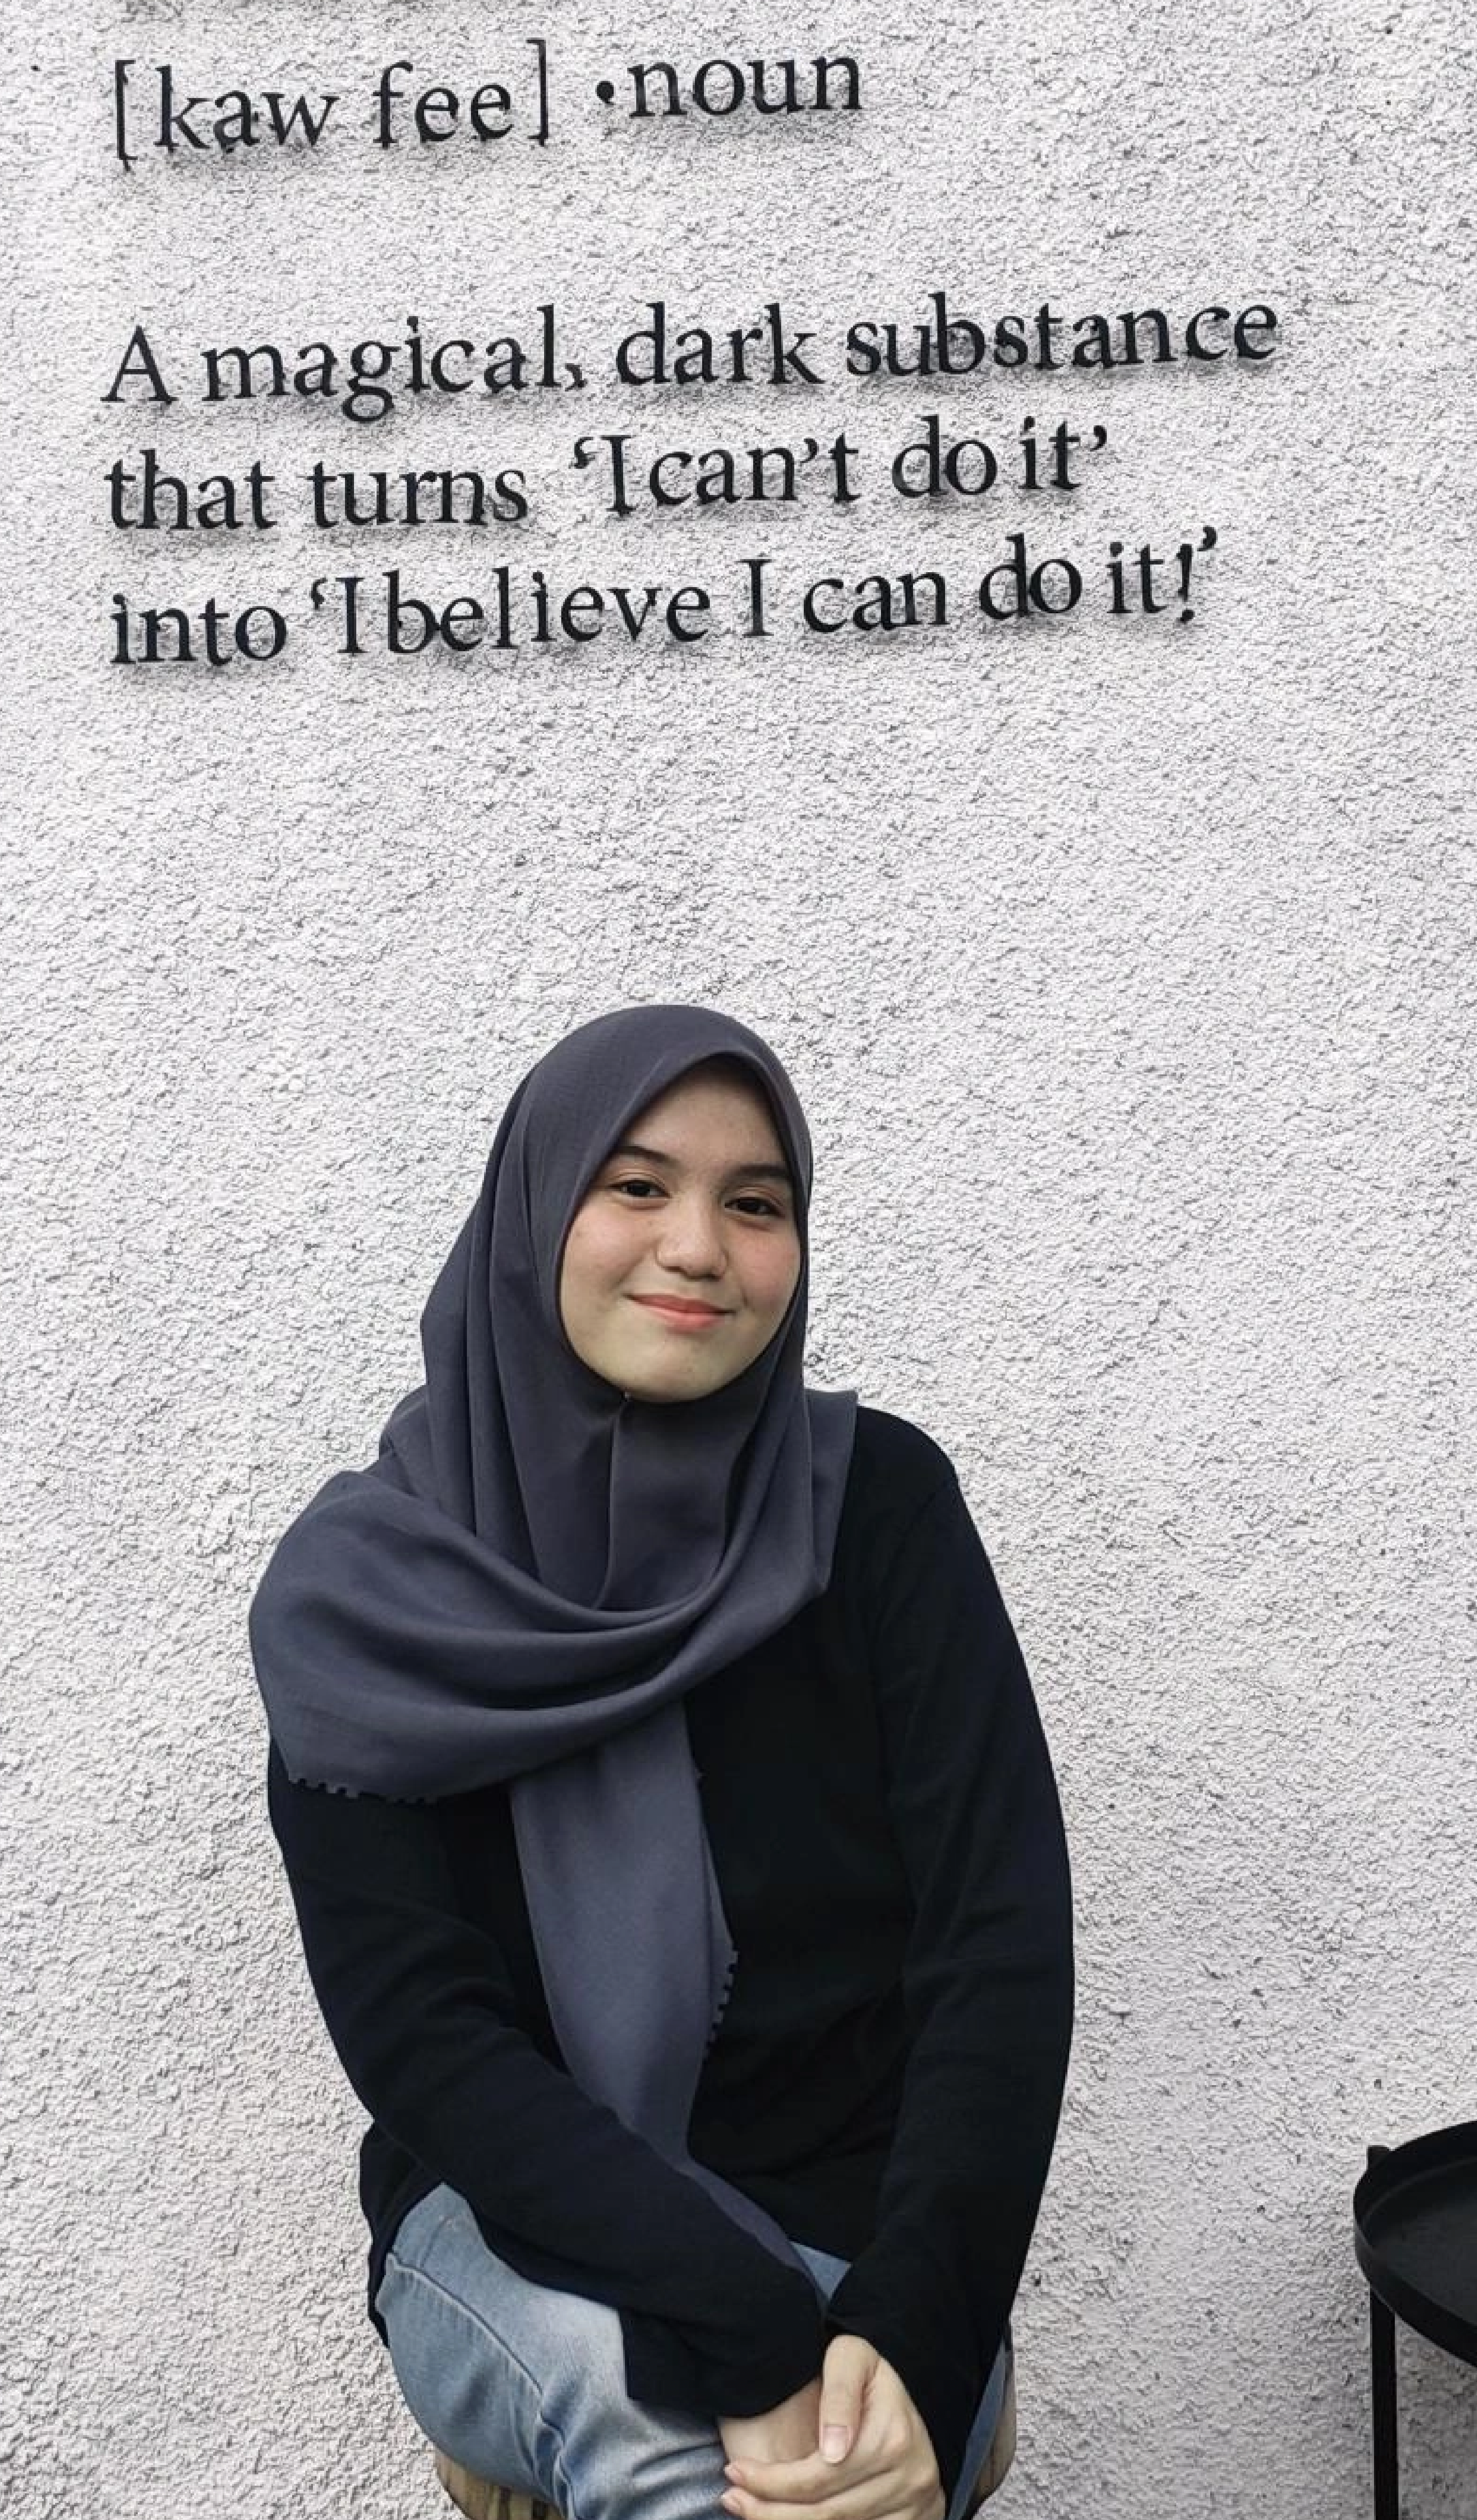 [kaw fee] •noun
A magical, dark substance
that turns ‘I can’t do it’
into ‘I believe I can do it!’